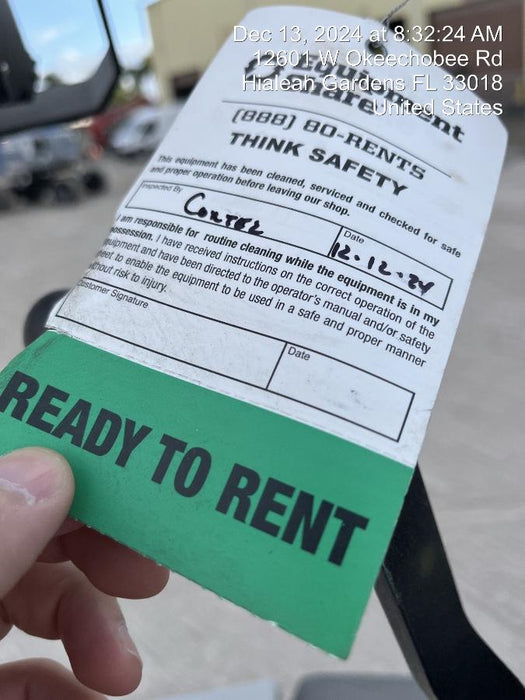 Dec 13, 2024 at 8:32:24 AM
12601 W Okeechobee Rd
Hialeah Gardens FL 33018
United States
(888) 80-RENTS
THINK SAFETY
This equipment has been cleaned, serviced and checked for safe
and proper operation before leaving our shop.
Inspected By
Date
12.12.24
I am responsible for routine cleaning while the equipment is in my
possession. I have received instructions on the correct operation of the
equipment and have been directed to the operator's manual and/or safety
to enable the equipment to be used in a safe and proper manner
without risk to injury.
Customer Signature
Date
READY TO RENT